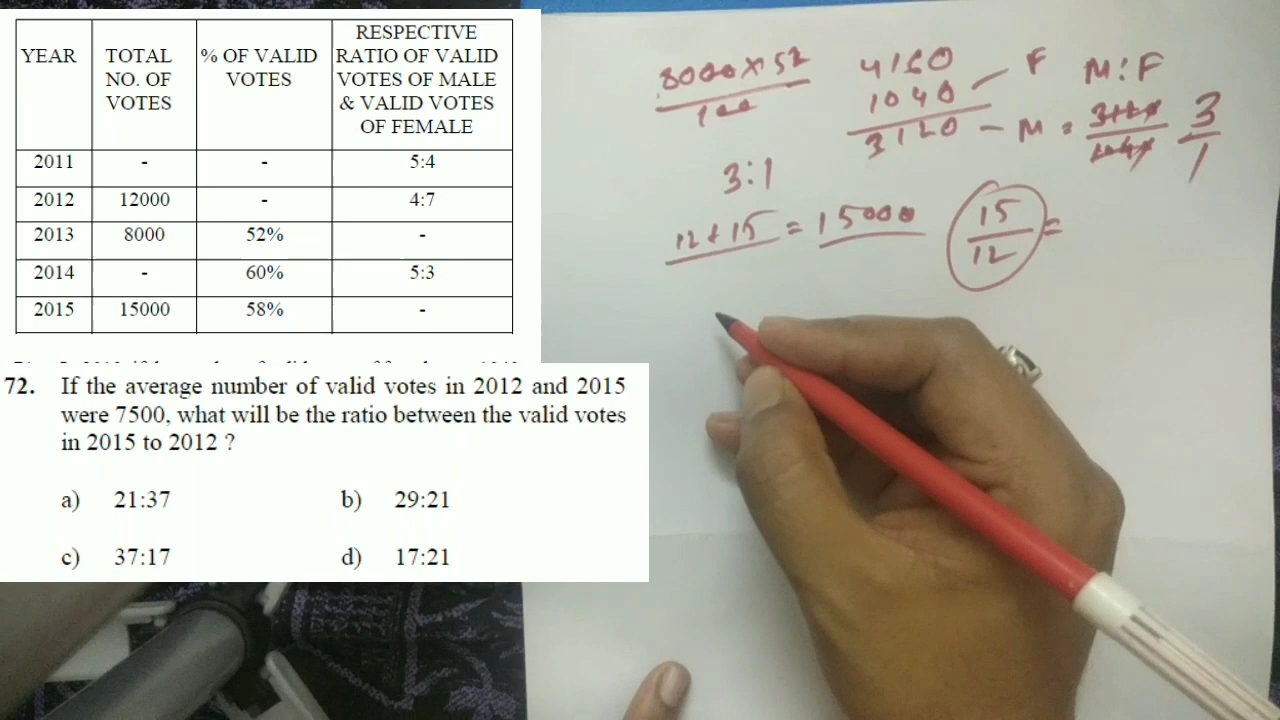 YEAR TOTAL NO. OF VOTES % OF VALID VOTES RESPECTIVE RATIO OF VALID VOTES OF MALE & VALID VOTES OF FEMALE
2011 - - 5:4
2012 12000 - 4:7
2013 8000 52% -
2014 - 60% 5:3
2015 15000 58% -
72. If the average number of valid votes in 2012 and 2015
were 7500, what will be the ratio between the valid votes
in 2015 to 2012 ?
a) 21:37 b) 29:21
c) 37:17 d) 17:21
8000 x 52
100
4160
1040 - F
3120 - M =
M:F
3120
1040
3
1
3:1
12 + 15 = 15000
15
12
=